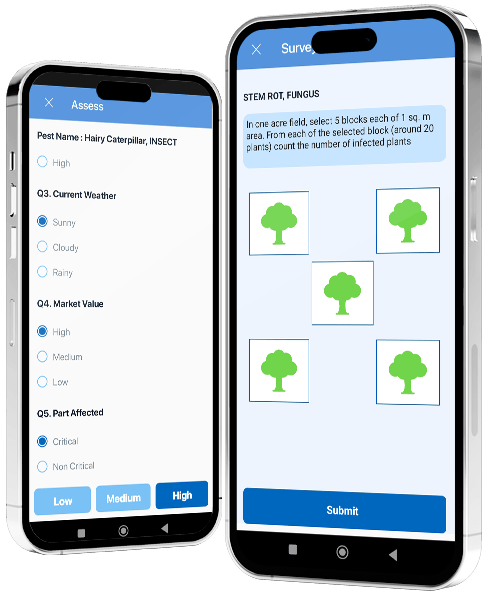 Assess
Pest Name : Hairy Caterpillar, INSECT
High
Q3. Current Weather
Sunny
Cloudy
Rainy
Q4. Market Value
High
Medium
Low
Q5. Part Affected
Critical
Non Critical
Low
Medium
High
Survey
STEM ROT, FUNGUS
In one acre field, select 5 blocks each of 1 sq. m
area. From each of the selected block (around 20
plants) count the number of infected plants
Submit